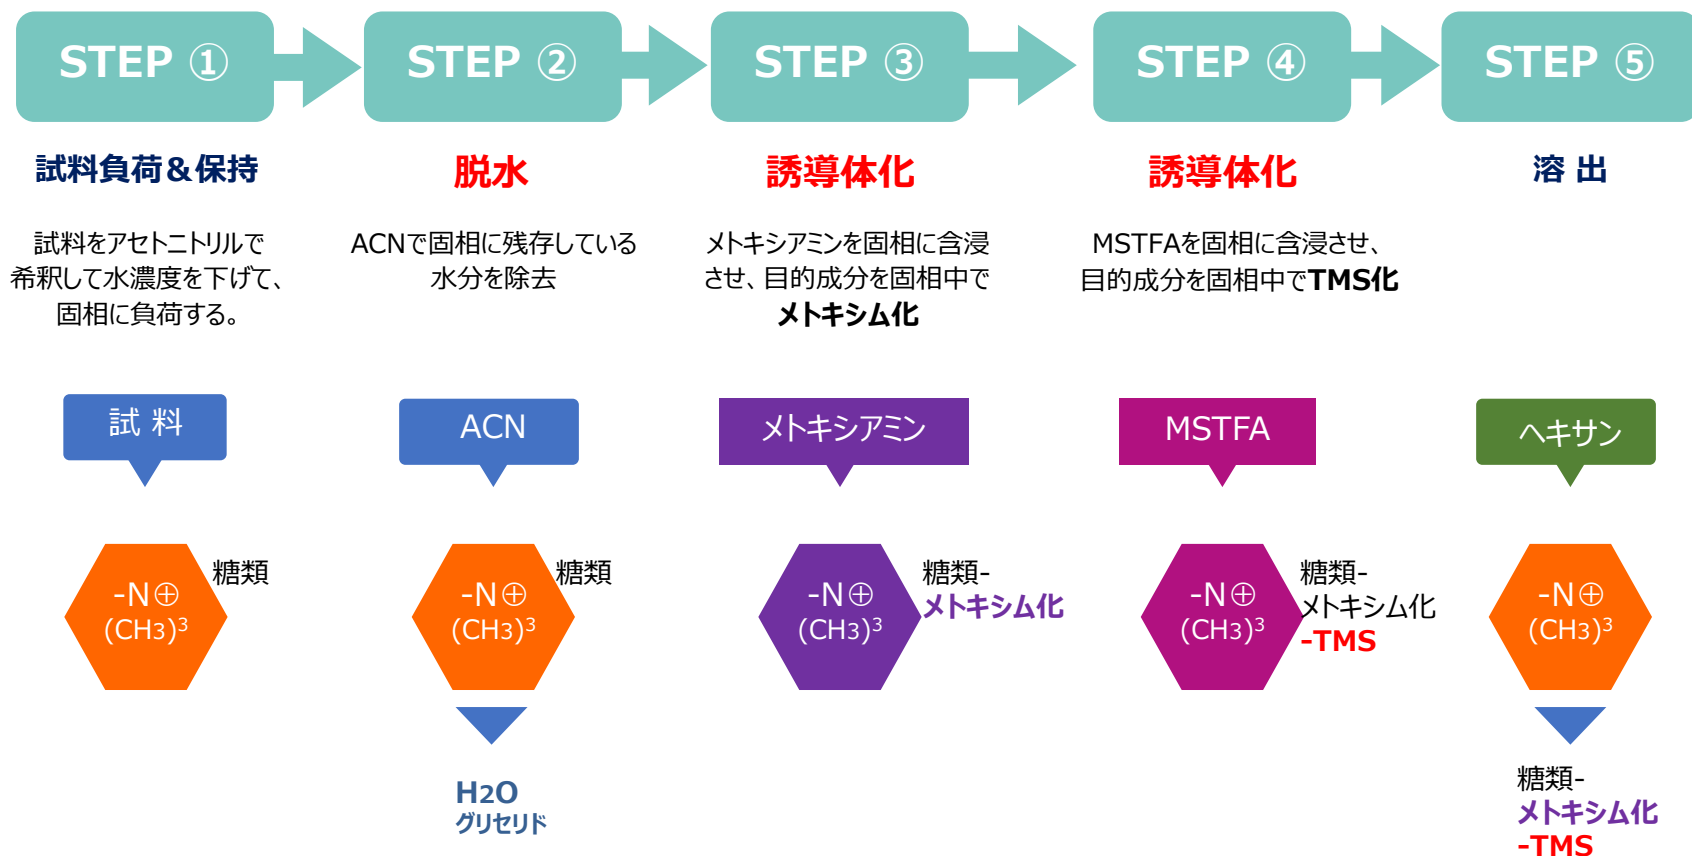 STEP ①
STEP ②
STEP ③
STEP ④
STEP ⑤
試料負荷&保持
脱水
誘導体化
誘導体化
溶 出
試料をアセトニトリルで
希釈して水濃度を下げて、
固相に負荷する。
ACNで固相に残存している
水分を除去
メトキシアミンを固相に含浸
させ、目的成分を固相中で
メトキシム化
MSTFAを固相に含浸させ、
目的成分を固相中でTMS化
試 料
ACN
メトキシアミン
MSTFA
ヘキサン
-N⊕
(CH3)³
糖類
-N⊕
(CH3)³
糖類
-N⊕
(CH3)³
糖類-
メトキシム化
-N⊕
(CH3)³
糖類-
メトキシム化
-TMS
-N⊕
(CH3)³
H2O
グリセリド
糖類-
メトキシム化
-TMS